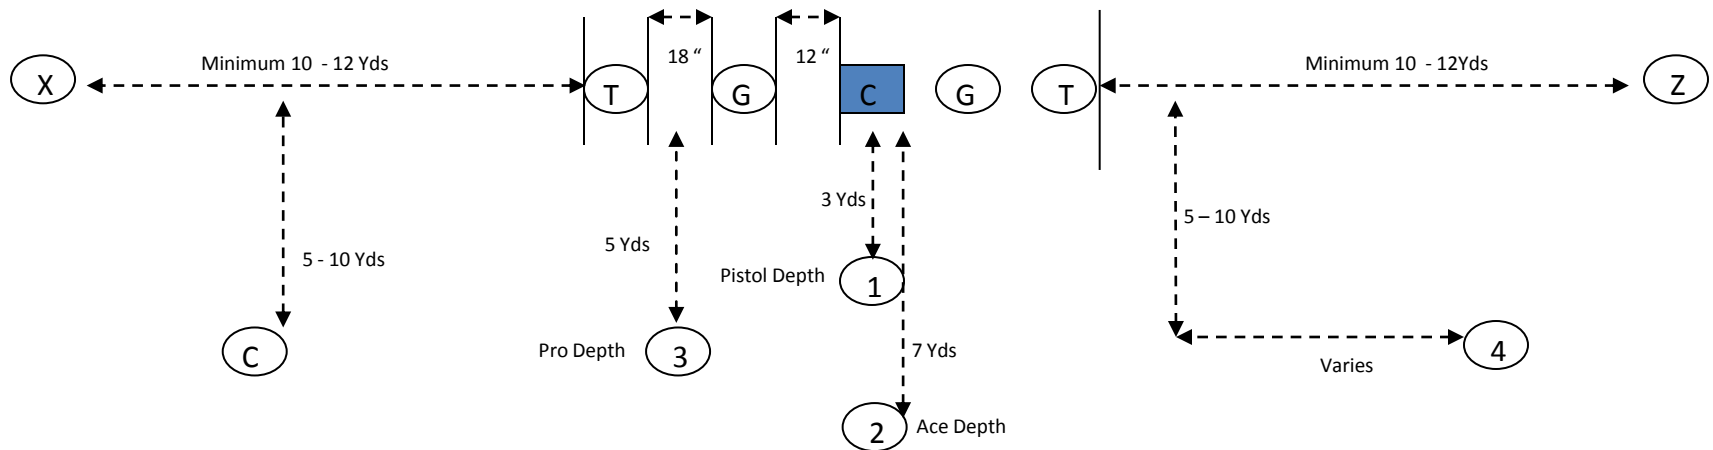 X
Minimum 10 - 12 Yds
T
18 “
G
12 “
C
G
T
Minimum 10 - 12Yds
Z
3 Yds
5 – 10 Yds
5 Yds
5 - 10 Yds
Pistol Depth
1
C
Pro Depth
3
7 Yds
4
Varies
2
Ace Depth